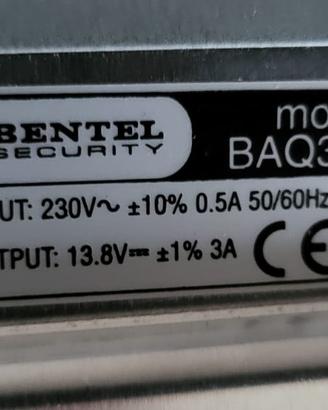 BENTEL
SECURITY
mo
BAQ3
UT: 230V~ ±10% 0.5A 50/60Hz
TPUT: 13.8V⎓ ±1% 3A
CE